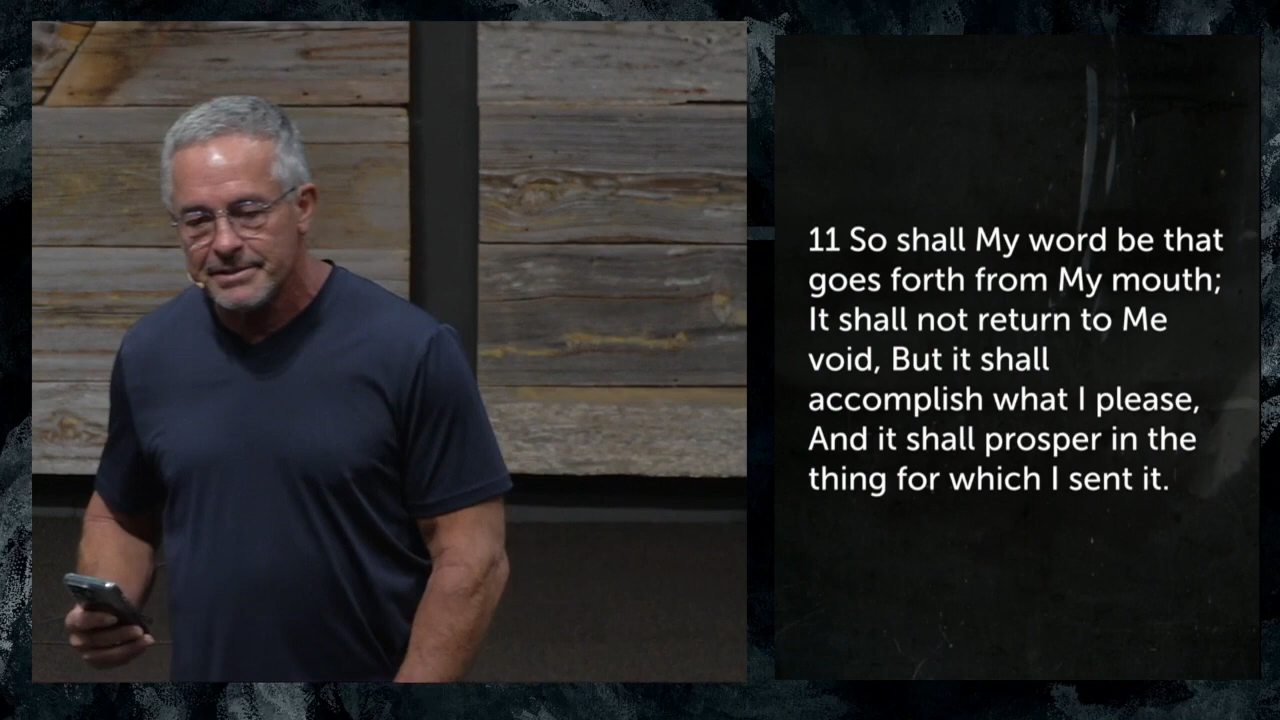 11 So shall My word be that
goes forth from My mouth;
It shall not return to Me
void, But it shall
accomplish what I please,
And it shall prosper in the
thing for which I sent it.